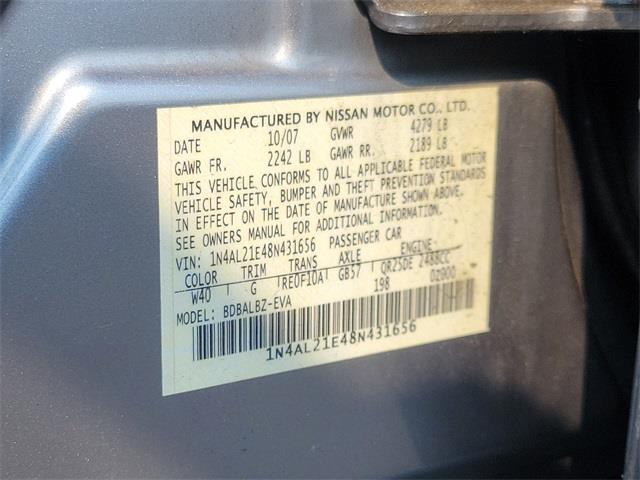 MANUFACTURED BY NISSAN MOTOR CO., LTD.
DATE 10/07 GVWR 4279 LB
GAWR FR. 2242 LB GAWR RR. 2189 LB
THIS VEHICLE CONFORMS TO ALL APPLICABLE FEDERAL MOTOR
VEHICLE SAFETY, BUMPER AND THEFT PREVENTION STANDARDS
IN EFFECT ON THE DATE OF MANUFACTURE SHOWN ABOVE.
SEE OWNERS MANUAL FOR ADDITIONAL INFORMATION.
VIN: 1N4AL21E48N431656 PASSENGER CAR
COLOR TRIM TRANS AXLE ENGINE
W40 G RE0F10A GB57 QR25DE 2488CC
MODEL: BDBALBZ-EVA 198 01900
1N4AL21E48N431656